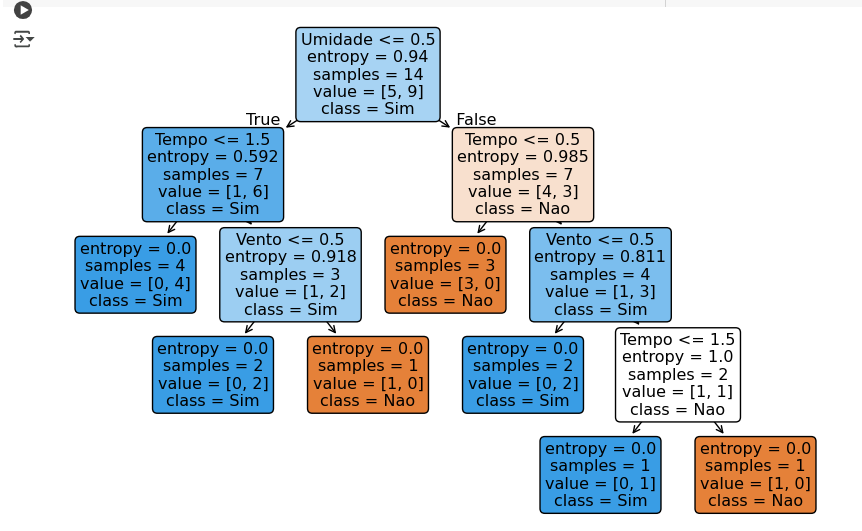 Umidade <= 0.5
entropy = 0.94
samples = 14
value = [5, 9]
class = Sim
True
False
Tempo <= 1.5
entropy = 0.592
samples = 7
value = [1, 6]
class = Sim
Tempo <= 0.5
entropy = 0.985
samples = 7
value = [4, 3]
class = Nao
entropy = 0.0
samples = 4
value = [0, 4]
class = Sim
Vento <= 0.5
entropy = 0.918
samples = 3
value = [1, 2]
class = Sim
entropy = 0.0
samples = 3
value = [3, 0]
class = Nao
Vento <= 0.5
entropy = 0.811
samples = 4
value = [1, 3]
class = Sim
entropy = 0.0
samples = 2
value = [0, 2]
class = Sim
entropy = 0.0
samples = 1
value = [1, 0]
class = Nao
entropy = 0.0
samples = 2
value = [0, 2]
class = Sim
Tempo <= 1.5
entropy = 1.0
samples = 2
value = [1, 1]
class = Nao
entropy = 0.0
samples = 1
value = [0, 1]
class = Sim
entropy = 0.0
samples = 1
value = [1, 0]
class = Nao